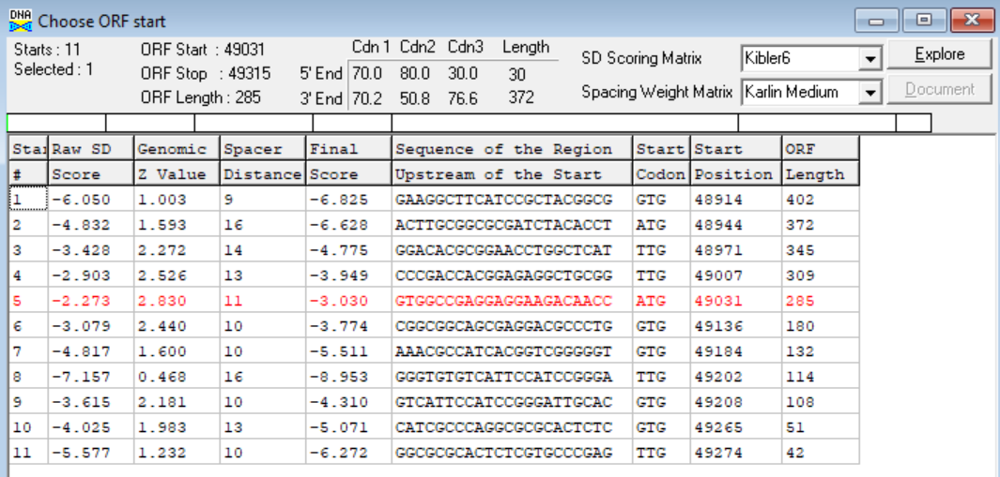 DNA Choose ORF start
Starts : 11 ORF Start : 49031 Cdn 1 Cdn2 Cdn3 Length SD Scoring Matrix Kibler6 Explore
Selected : 1 ORF Stop : 49315 5' End 70.0 80.0 30.0 30
ORF Length : 285 3' End 70.2 50.8 76.6 372 Spacing Weight Matrix Karlin Medium Document
Star Raw SD Genomic Spacer Final Sequence of the Region Start Start ORF
# Score Z Value Distance Score Upstream of the Start Codon Position Length
1 -6.050 1.003 9 -6.825 GAAGGCTTCATCCGCTACGGCG GTG 48914 402
2 -4.832 1.593 16 -6.628 ACTTGCGGCGCGATCTACACCT ATG 48944 372
3 -3.428 2.272 14 -4.775 GGACACGCGGAACCTGGCTCAT TTG 48971 345
4 -2.903 2.526 13 -3.949 CCCGACCACGGAGAGGCTGCGG TTG 49007 309
5 -2.273 2.830 11 -3.030 GTGGCCGAGGAGGAAGACAACC ATG 49031 285
6 -3.079 2.440 10 -3.774 CGGCGGCAGCGAGGACGCCCTG GTG 49136 180
7 -4.817 1.600 10 -5.511 AAACGCCATCACGGTCGGGGGT GTG 49184 132
8 -7.157 0.468 16 -8.953 GGGTGTGTCATTCCATCCGGGA TTG 49202 114
9 -3.615 2.181 10 -4.310 GTCATTCCATCCGGGATTGCAC GTG 49208 108
10 -4.025 1.983 13 -5.071 CATCGCCCAGGCGCGCACTCTC GTG 49265 51
11 -5.577 1.232 10 -6.272 GGCGCGCACTCTCGTGCCCGAG TTG 49274 42